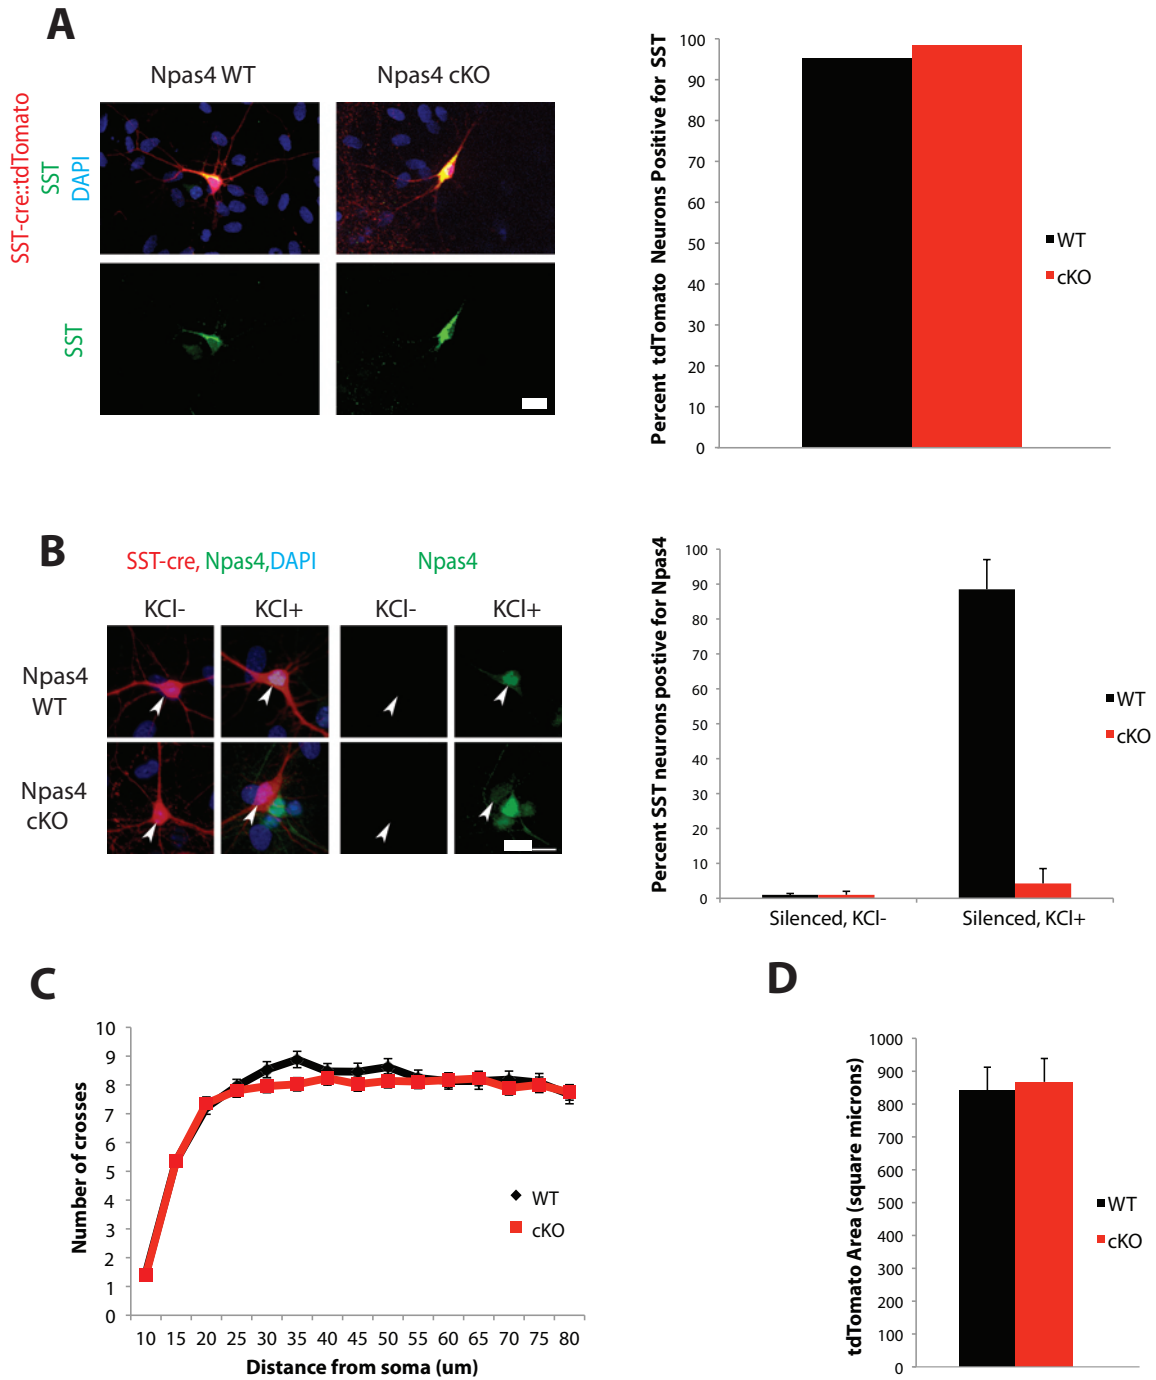 A
Npas4 WT
Npas4 cKO
SST-cre::tdTomato
SST
DAPI
SST
Percent tdTomato Neurons Positive for SST
100
90
80
70
60
50
40
30
20
10
0
WT
cKO
B
SST-cre, Npas4,DAPI
Npas4
KCl-
KCl+
KCl-
KCl+
Npas4
WT
Npas4
cKO
Percent SST neurons postive for Npas4
100
90
80
70
60
50
40
30
20
10
0
Silenced, KCl-
Silenced, KCl+
WT
cKO
C
Number of crosses
10
9
8
7
6
5
4
3
2
1
0
10 15 20 25 30 35 40 45 50 55 60 65 70 75 80
Distance from soma (um)
WT
cKO
D
tdTomato Area (square microns)
1000
900
800
700
600
500
400
300
200
100
0
WT
cKO